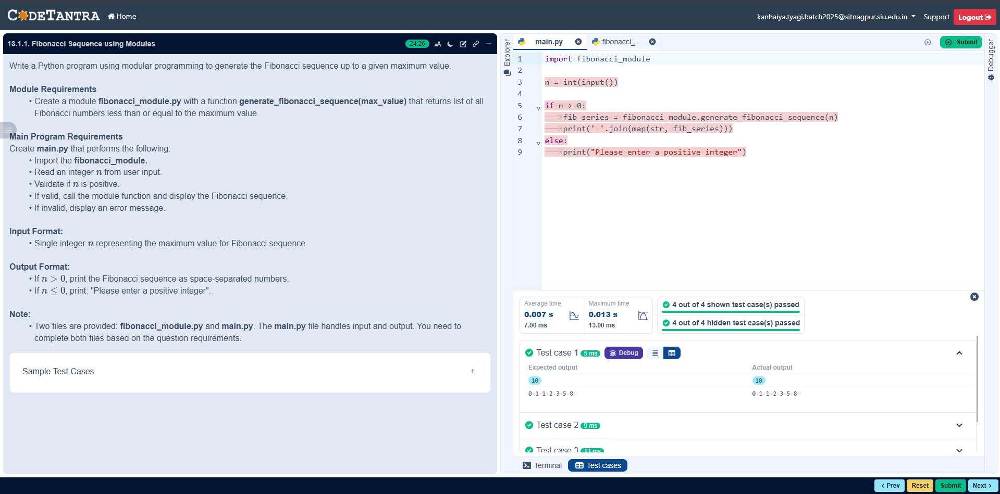 CODETANTRA Home
kanhaiya.tyagi.batch2025@sitnagpur.siu.edu.in Support Logout
13.1.1. Fibonacci Sequence using Modules 24:26 AA
Write a Python program using modular programming to generate the Fibonacci sequence up to a given maximum value.
Module Requirements
• Create a module fibonacci_module.py with a function generate_fibonacci_sequence(max_value) that returns list of all
Fibonacci numbers less than or equal to the maximum value.
Main Program Requirements
Create main.py that performs the following:
• Import the fibonacci_module.
• Read an integer n from user input.
• Validate if n is positive.
• If valid, call the module function and display the Fibonacci sequence.
• If invalid, display an error message.
Input Format:
• Single integer n representing the maximum value for Fibonacci sequence.
Output Format:
• If n > 0, print the Fibonacci sequence as space-separated numbers.
• If n ≤ 0, print: "Please enter a positive integer".
Note:
• Two files are provided: fibonacci_module.py and main.py. The main.py file handles input and output. You need to
complete both files based on the question requirements.
Sample Test Cases +
Explorer
main.py fibonacci_... Submit
Debugger
1 import fibonacci_module
2
3 n = int(input())
4
5 if n > 0:
6 fib_series = fibonacci_module.generate_fibonacci_sequence(n)
7 print(' '.join(map(str, fib_series)))
8 else:
9 print("Please enter a positive integer")
Average time
0.007 s
7.00 ms
Maximum time
0.013 s
13.00 ms
4 out of 4 shown test case(s) passed
4 out of 4 hidden test case(s) passed
Test case 1 5 ms Debug
Expected output Actual output
10 10
0·1·1·2·3·5·8 0·1·1·2·3·5·8
Test case 2 9 ms
Test case 3 13 ms
Terminal Test cases
< Prev Reset Submit Next >